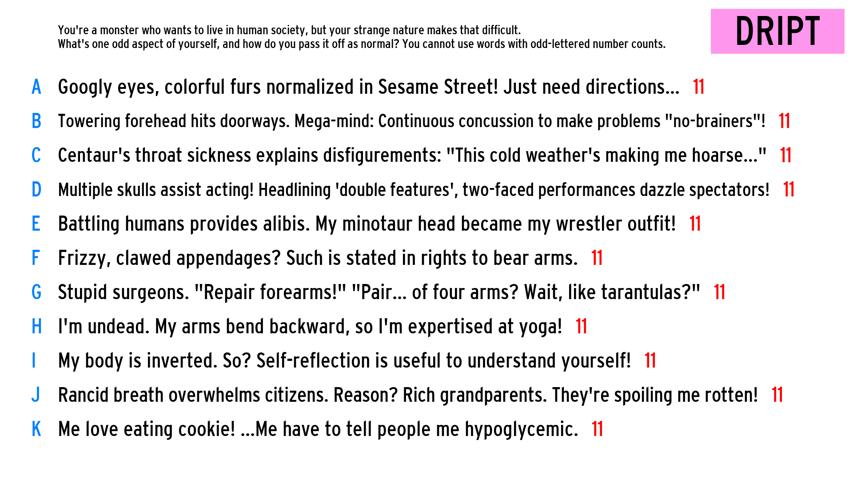 You're a monster who wants to live in human society, but your strange nature makes that difficult.
What's one odd aspect of yourself, and how do you pass it off as normal? You cannot use words with odd-lettered number counts.
DRIPT
A Googly eyes, colorful furs normalized in Sesame Street! Just need directions... 11
B Towering forehead hits doorways. Mega-mind: Continuous concussion to make problems "no-brainers"! 11
C Centaur's throat sickness explains disfigurements: "This cold weather's making me hoarse..." 11
D Multiple skulls assist acting! Headlining 'double features', two-faced performances dazzle spectators! 11
E Battling humans provides alibis. My minotaur head became my wrestler outfit! 11
F Frizzy, clawed appendages? Such is stated in rights to bear arms. 11
G Stupid surgeons. "Repair forearms!" "Pair... of four arms? Wait, like tarantulas?" 11
H I'm undead. My arms bend backward, so I'm expertised at yoga! 11
I My body is inverted. So? Self-reflection is useful to understand yourself! 11
J Rancid breath overwhelms citizens. Reason? Rich grandparents. They're spoiling me rotten! 11
K Me love eating cookie! ...Me have to tell people me hypoglycemic. 11